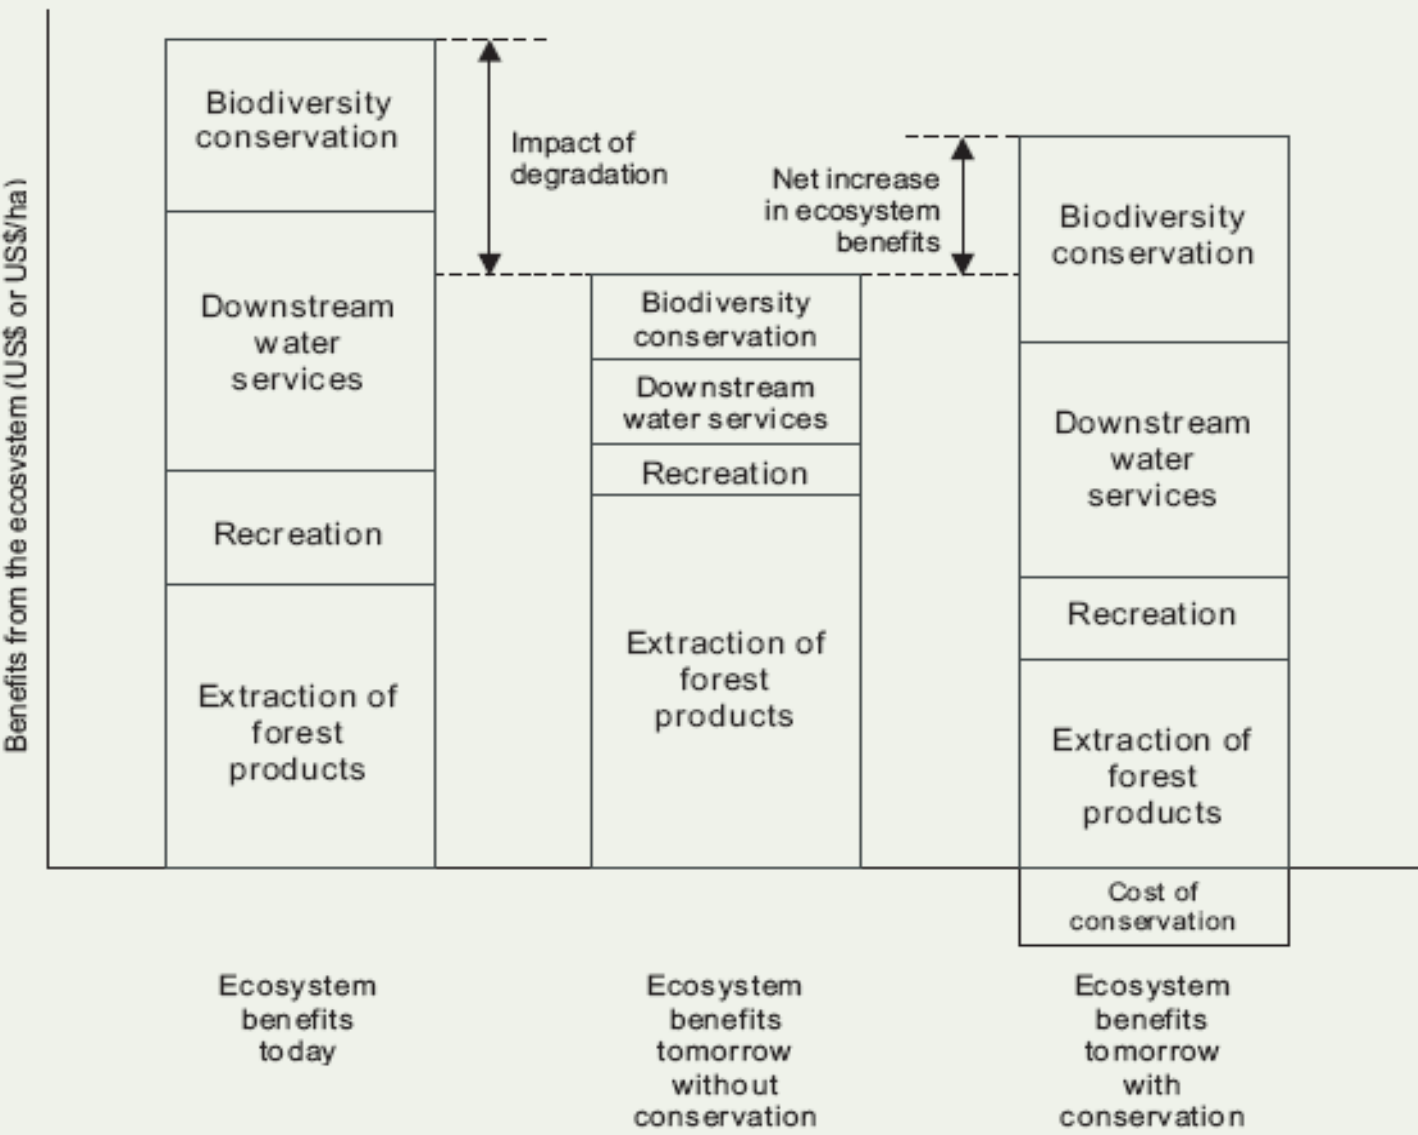 Benefits from the ecosystem (US$ or US$/ha)
Biodiversity
conservation
Downstream
water
services
Recreation
Extraction of
forest
products
Impact of
degradation
Net increase
in ecosystem
benefits
Biodiversity
conservation
Downstream
water services
Recreation
Extraction of
forest
products
Biodiversity
conservation
Downstream
water
services
Recreation
Extraction of
forest
products
Cost of
conservation
Ecosystem
benefits
today
Ecosystem
benefits
tomorrow
without
conservation
Ecosystem
benefits
tomorrow
with
conservation